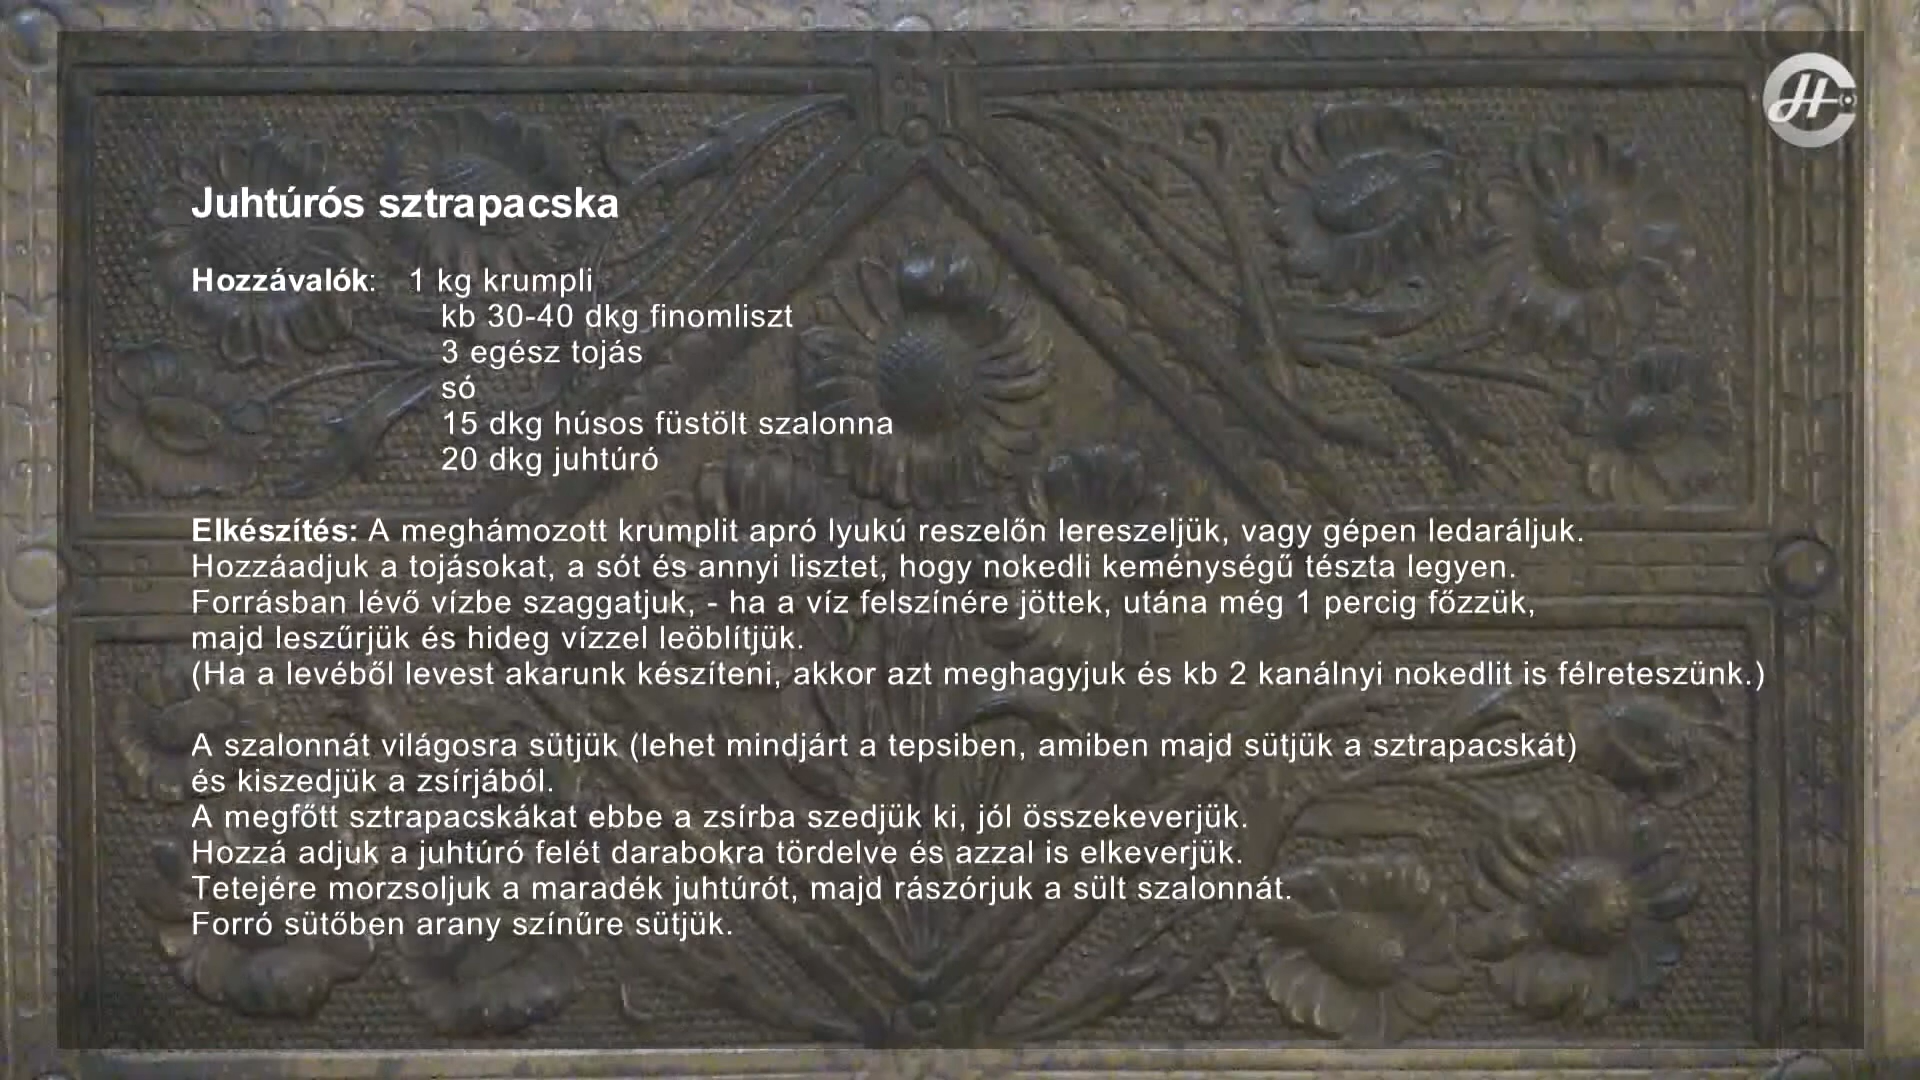 Juhtúrós sztrapacska
Hozzávalók: 1 kg krumpli
kb 30-40 dkg finomliszt
3 egész tojás
só
15 dkg húsos füstölt szalonna
20 dkg juhtúró
Elkészítés: A meghámozott krumplit apró lyukú reszelőn lereszeljük, vagy gépen ledaráljuk.
Hozzáadjuk a tojásokat, a sót és annyi lisztet, hogy nokedli keménységű tészta legyen.
Forrásban lévő vízbe szaggatjuk, - ha a víz felszínére jöttek, utána még 1 percig főzzük,
majd leszűrjük és hideg vízzel leöblítjük.
(Ha a levéből levest akarunk készíteni, akkor azt meghagyjuk és kb 2 kanálnyi nokedlit is félreteszünk.)
A szalonnát világosra sütjük (lehet mindjárt a tepsiben, amiben majd sütjük a sztrapacskát)
és kiszedjük a zsírjából.
A megfőtt sztrapacskákat ebbe a zsírba szedjük ki, jól összekeverjük.
Hozzá adjuk a juhtúró felét darabokra tördelve és azzal is elkeverjük.
Tetejére morzsoljuk a maradék juhtúrót, majd rászórjuk a sült szalonnát.
Forró sütőben arany színűre sütjük.